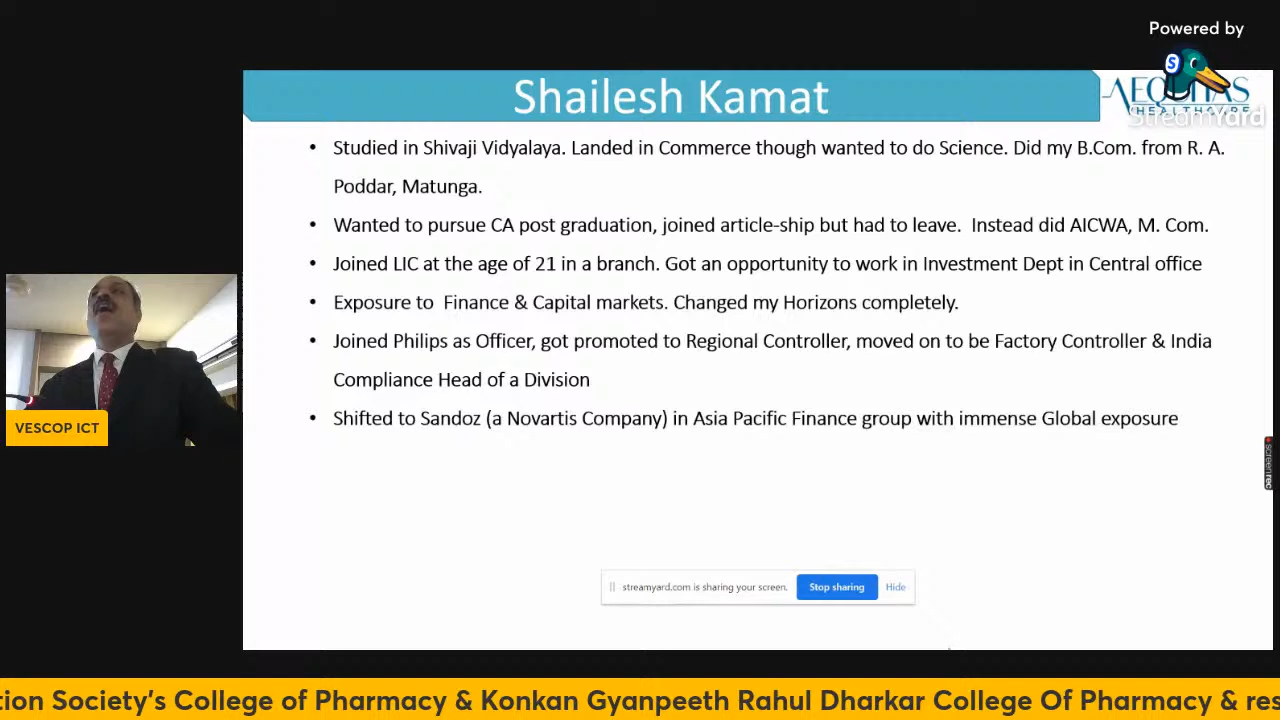 Powered by
StreamYard
Shailesh Kamat
AEQUITAS
HEALTHCARE
• Studied in Shivaji Vidyalaya. Landed in Commerce though wanted to do Science. Did my B.Com. from R. A.
Poddar, Matunga.
• Wanted to pursue CA post graduation, joined article-ship but had to leave. Instead did AICWA, M. Com.
• Joined LIC at the age of 21 in a branch. Got an opportunity to work in Investment Dept in Central office
• Exposure to Finance & Capital markets. Changed my Horizons completely.
• Joined Philips as Officer, got promoted to Regional Controller, moved on to be Factory Controller & India
Compliance Head of a Division
• Shifted to Sandoz (a Novartis Company) in Asia Pacific Finance group with immense Global exposure
VESCOP ICT
screenrec
streamyard.com is sharing your screen. Stop sharing Hide
tion Society's College of Pharmacy & Konkan Gyanpeeth Rahul Dharkar College Of Pharmacy & res